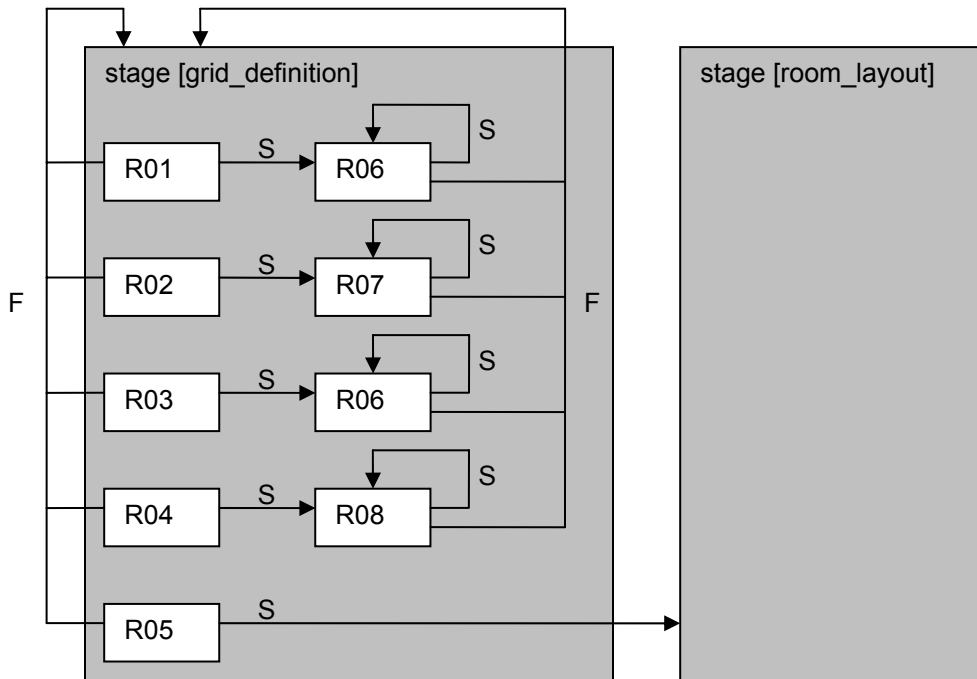 stage [grid_definition]
stage [room_layout]
S
R01
S
R06
S
R02
S
R07
F
F
S
R03
S
R06
S
R04
S
R08
S
R05